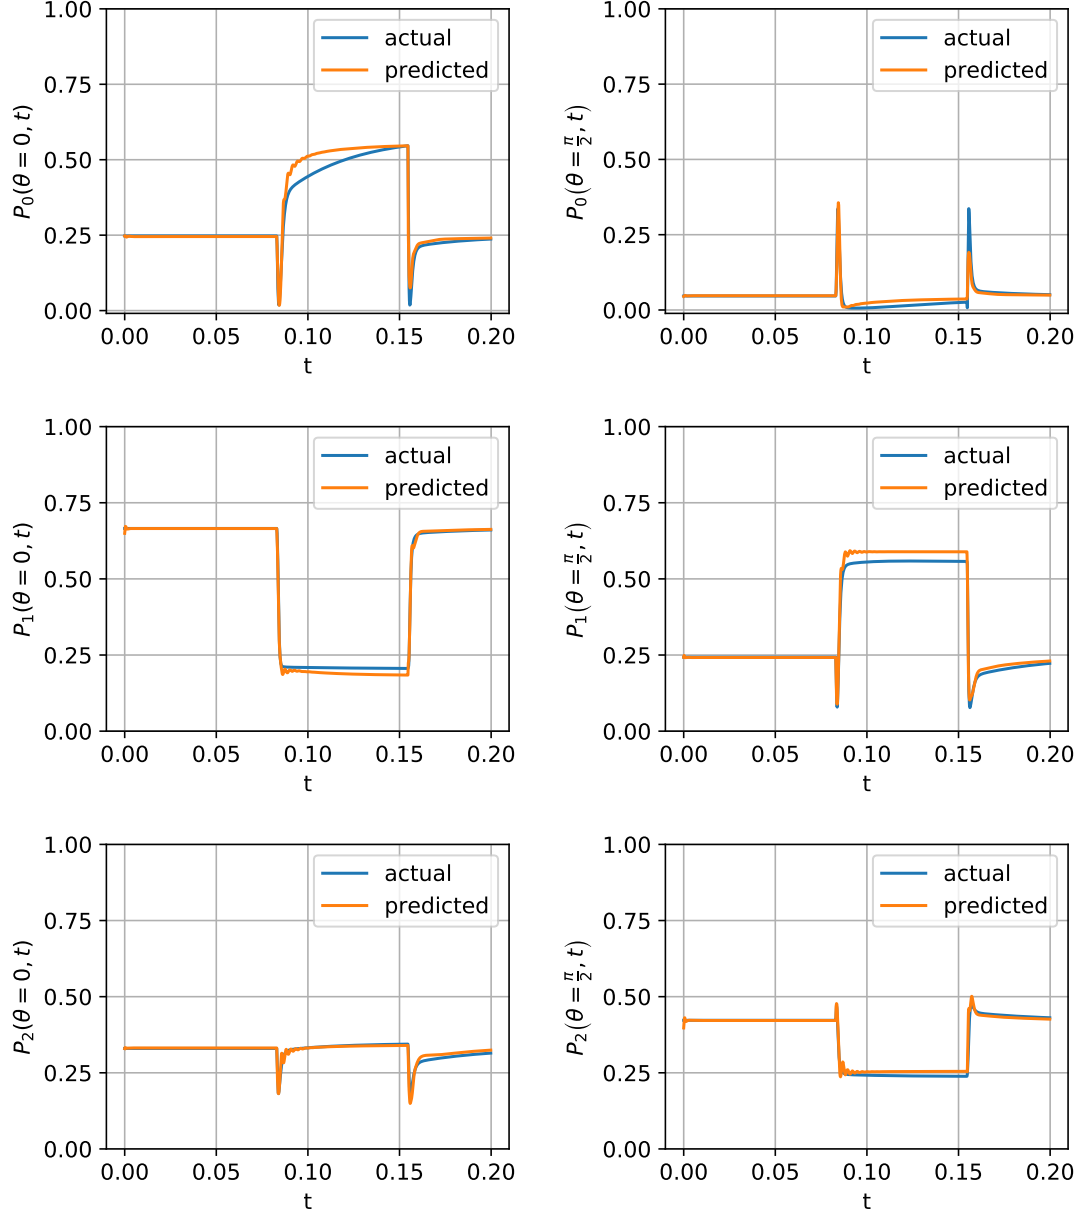 1.00
0.75
0.50
0.25
0.00
P₀(θ = 0, t)
actual
predicted
0.00 0.05 0.10 0.15 0.20
t
1.00
0.75
0.50
0.25
0.00
P₀(θ = π/2, t)
actual
predicted
0.00 0.05 0.10 0.15 0.20
t
1.00
0.75
0.50
0.25
0.00
P₁(θ = 0, t)
actual
predicted
0.00 0.05 0.10 0.15 0.20
t
1.00
0.75
0.50
0.25
0.00
P₁(θ = π/2, t)
actual
predicted
0.00 0.05 0.10 0.15 0.20
t
1.00
0.75
0.50
0.25
0.00
P₂(θ = 0, t)
actual
predicted
0.00 0.05 0.10 0.15 0.20
t
1.00
0.75
0.50
0.25
0.00
P₂(θ = π/2, t)
actual
predicted
0.00 0.05 0.10 0.15 0.20
t